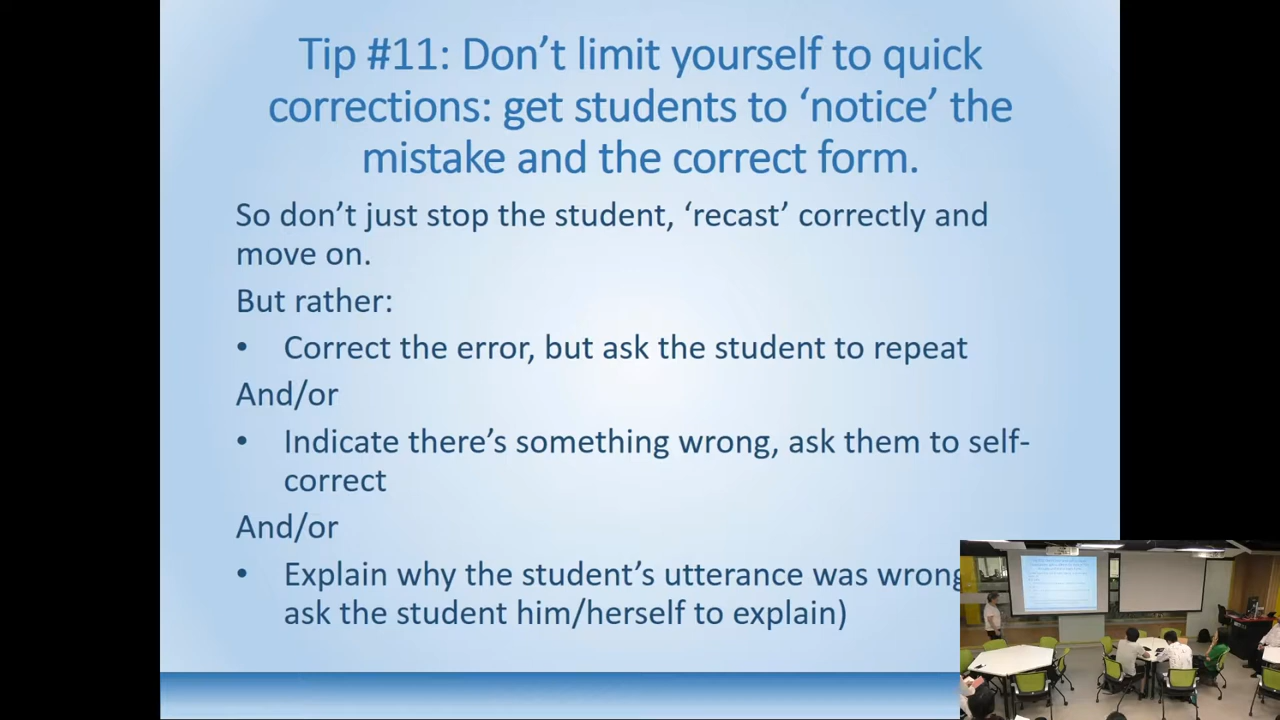 Tip #11: Don’t limit yourself to quick
corrections: get students to ‘notice’ the
mistake and the correct form.
So don’t just stop the student, ‘recast’ correctly and
move on.
But rather:
• Correct the error, but ask the student to repeat
And/or
• Indicate there’s something wrong, ask them to self-
correct
And/or
• Explain why the student’s utterance was wrong
ask the student him/herself to explain)